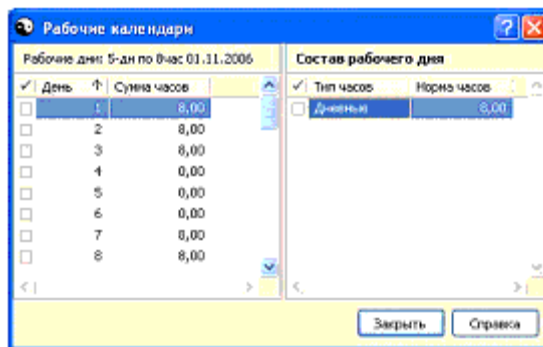 Рабочие календари
Рабочие дни: 5-дн по 8час 01.11.2006
День Сумма часов
1 8,00
2 8,00
3 8,00
4 0,00
5 0,00
6 0,00
7 8,00
8 8,00
Состав рабочего дня
Тип часов Норма часов
Дневные 8,00
Закрыть Справка